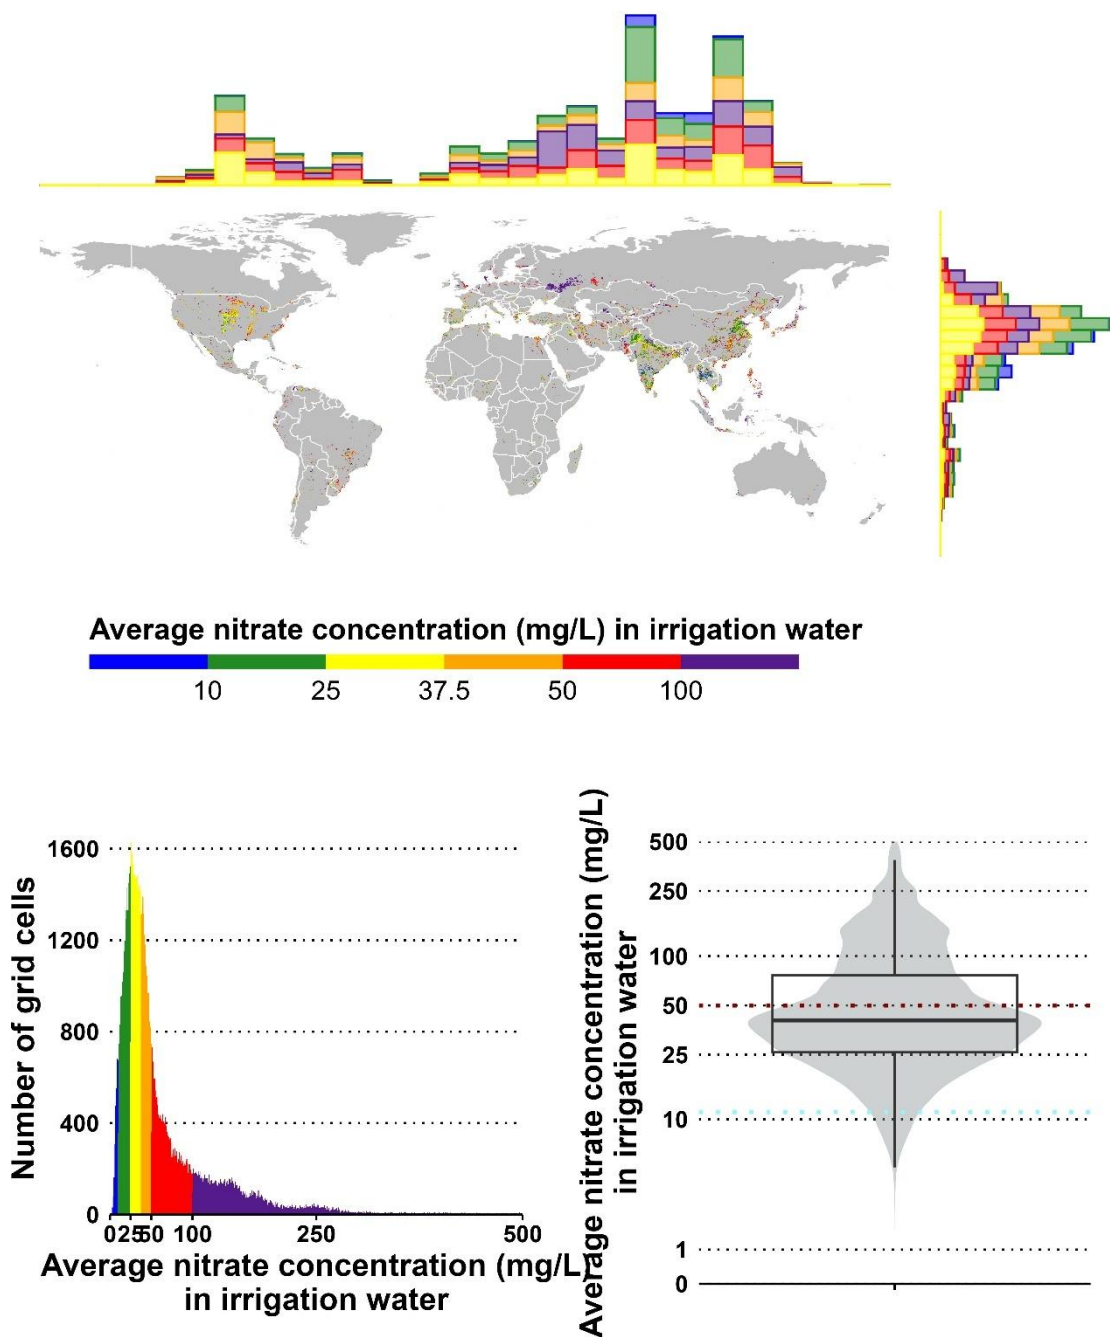 Average nitrate concentration (mg/L) in irrigation water
10 25 37.5 50 100
Number of grid cells
1600
1200
800
400
0
0 25 50 100 250 500
Average nitrate concentration (mg/L)
in irrigation water
Average nitrate concentration (mg/L)
in irrigation water
500
250
100
50
25
10
1
0